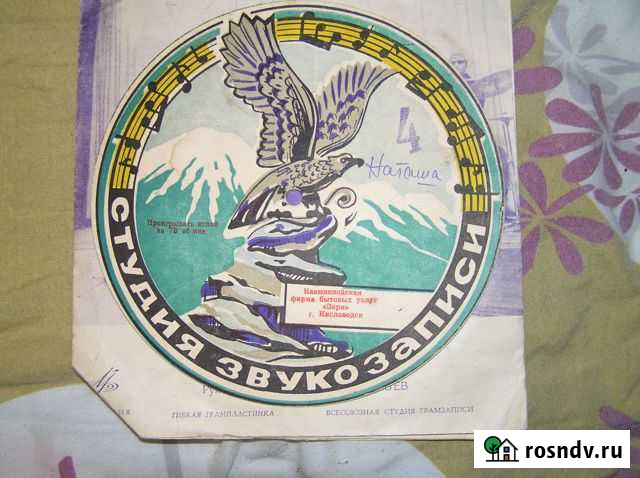 4
Наташа
Проигрывать иглой
на 78 об/мин.
Кавминводская
фирма бытовых услуг
«Заря»
г. Кисловодск
СТУДИЯ ЗВУКОЗАПИСИ
ГИБКАЯ ГРАМПЛАСТИНКА
ВСЕСОЮЗНАЯ СТУДИЯ ГРАМЗАПИСИ
rosndv.ru